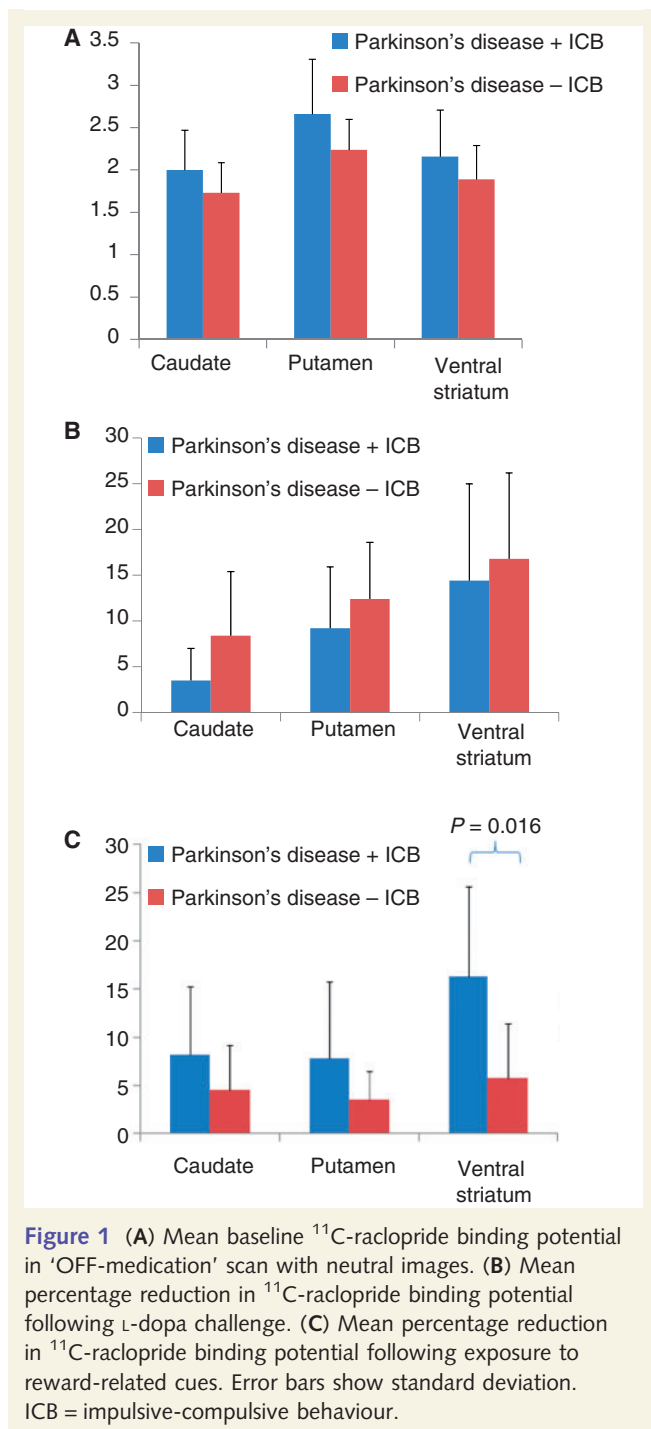 A
3.5
3
2.5
2
1.5
1
0.5
0
Parkinson's disease + ICB
Parkinson's disease – ICB
Caudate
Putamen
Ventral
striatum
B
30
25
20
15
10
5
0
Parkinson's disease + ICB
Parkinson's disease – ICB
Caudate
Putamen
Ventral
striatum
C
30
25
20
15
10
5
0
Parkinson's disease + ICB
Parkinson's disease – ICB
P = 0.016
Caudate
Putamen
Ventral
striatum
Figure 1 (A) Mean baseline ¹¹C-raclopride binding potential
in 'OFF-medication' scan with neutral images. (B) Mean
percentage reduction in ¹¹C-raclopride binding potential
following L-dopa challenge. (C) Mean percentage reduction
in ¹¹C-raclopride binding potential following exposure to
reward-related cues. Error bars show standard deviation.
ICB = impulsive-compulsive behaviour.